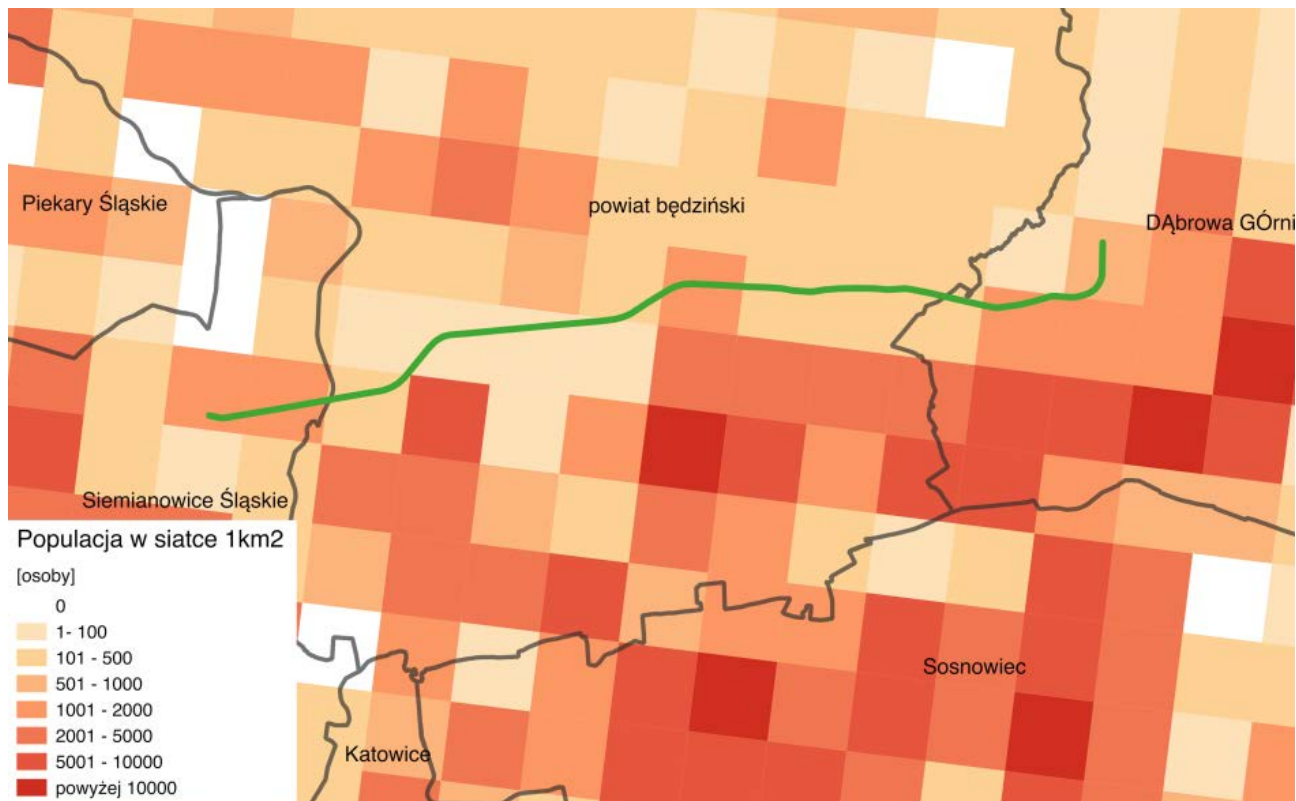 Piekary Śląskie
powiat będziński
DĄbrowa GÓrni
Siemianowice Śląskie
Populacja w siatce 1km2
[osoby]
0
1- 100
101 - 500
501 - 1000
1001 - 2000
2001 - 5000
5001 - 10000
powyżej 10000
Sosnowiec
Katowice